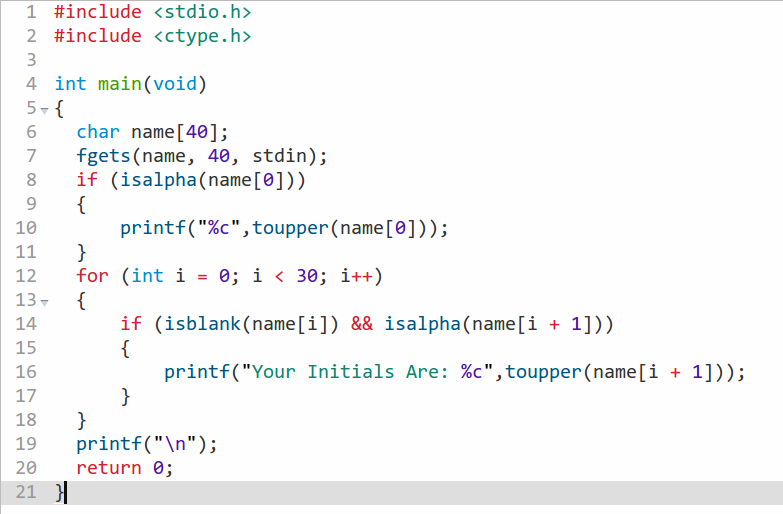 1 #include <stdio.h>
2 #include <ctype.h>
3
4 int main(void)
5 {
6   char name[40];
7   fgets(name, 40, stdin);
8   if (isalpha(name[0]))
9   {
10       printf("%c",toupper(name[0]));
11   }
12   for (int i = 0; i < 30; i++)
13   {
14       if (isblank(name[i]) && isalpha(name[i + 1]))
15       {
16           printf("Your Initials Are: %c",toupper(name[i + 1]));
17       }
18   }
19   printf("\n");
20   return 0;
21 }